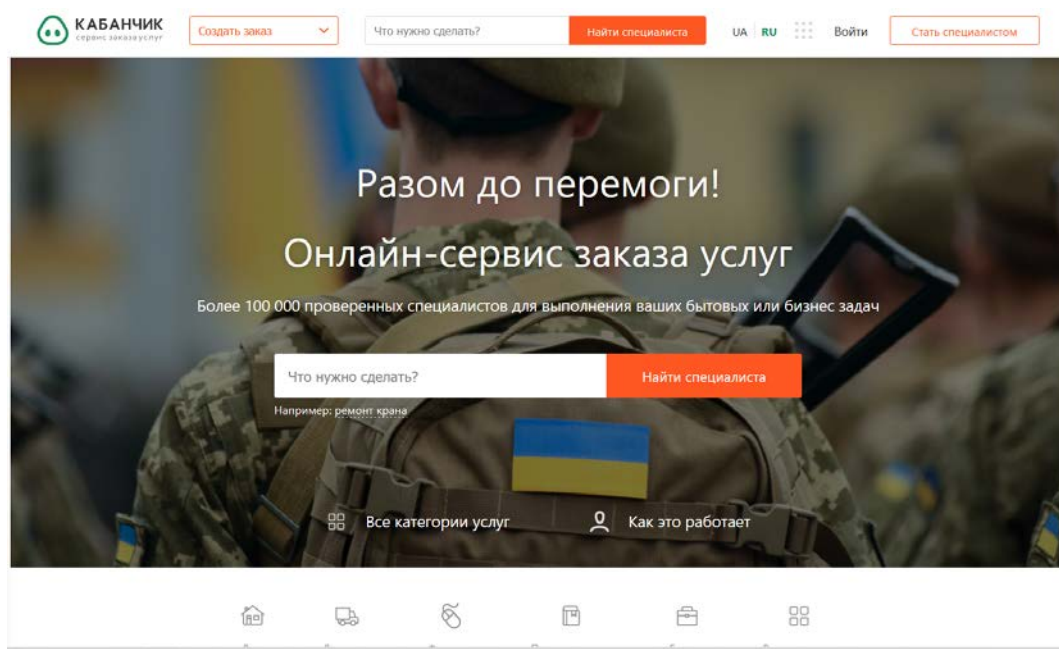 КАБАНЧИК
сервис заказа услуг
Создать заказ
Что нужно сделать?
Найти специалиста
UA
RU
Войти
Стать специалистом
Разом до перемоги!
Онлайн-сервис заказа услуг
Более 100 000 проверенных специалистов для выполнения ваших бытовых или бизнес задач
Что нужно сделать?
Найти специалиста
Например: ремонт крана
Все категории услуг
Как это работает